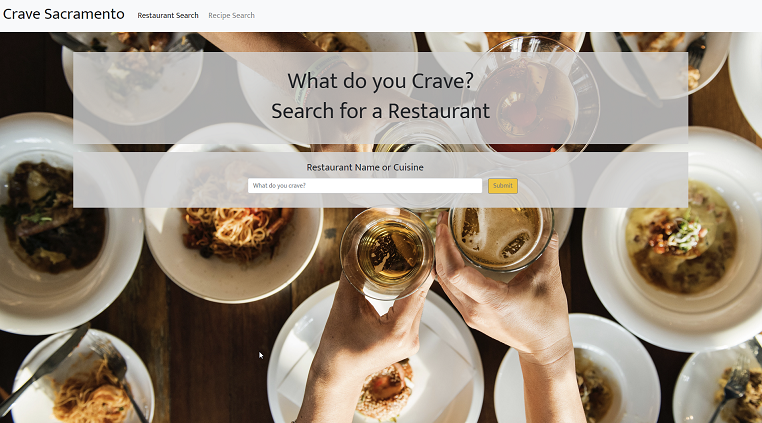 Crave Sacramento
Restaurant Search
Recipe Search
What do you Crave?
Search for a Restaurant
Restaurant Name or Cuisine
What do you crave?
Submit